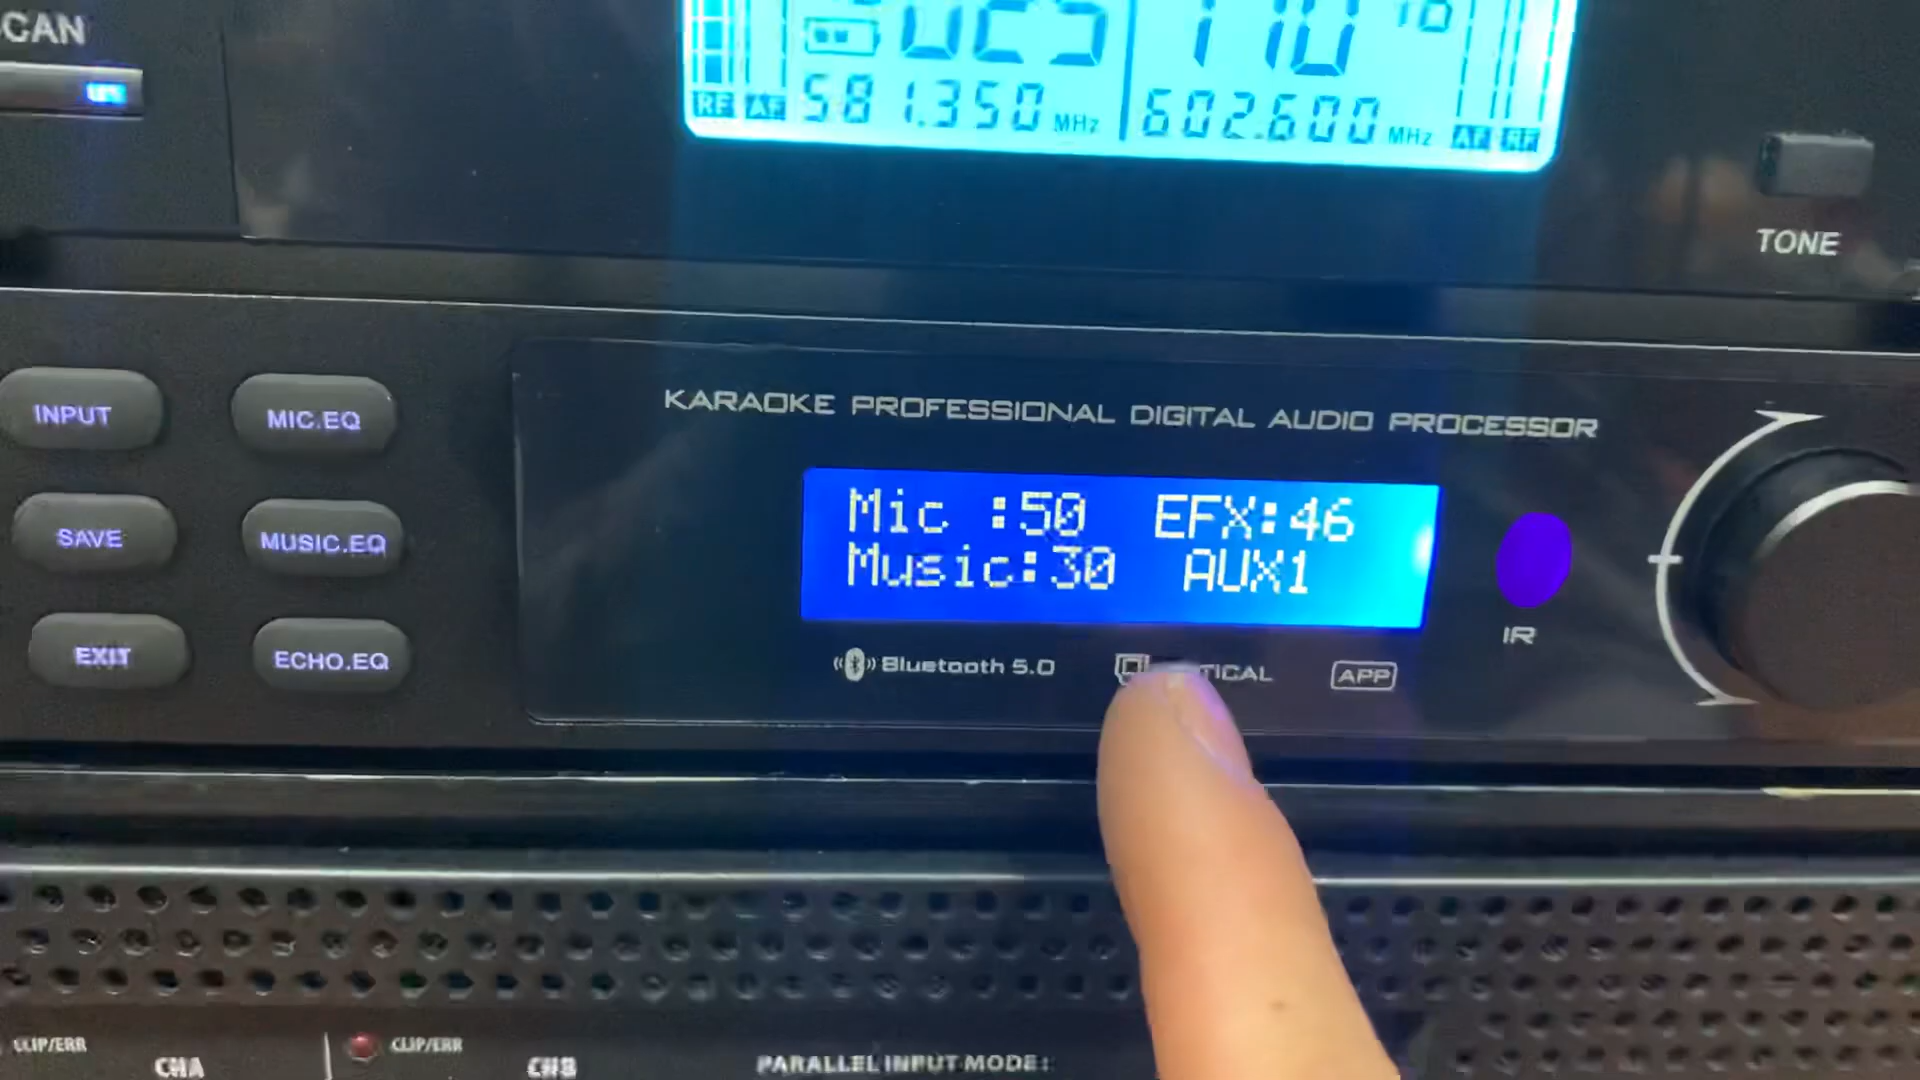 SCAN
RF AF 581.350 MHz 602.600 MHz AF RF
TONE
KARAOKE PROFESSIONAL DIGITAL AUDIO PROCESSOR
INPUT MIC.EQ
SAVE MUSIC.EQ
EXIT ECHO.EQ
Mic :50 EFX:46
Music:30 AUX1
Bluetooth 5.0 TICAL APP
IR
CLIP/ERR CLIP/ERR
CHA CHB PARALLEL INPUT MODE: